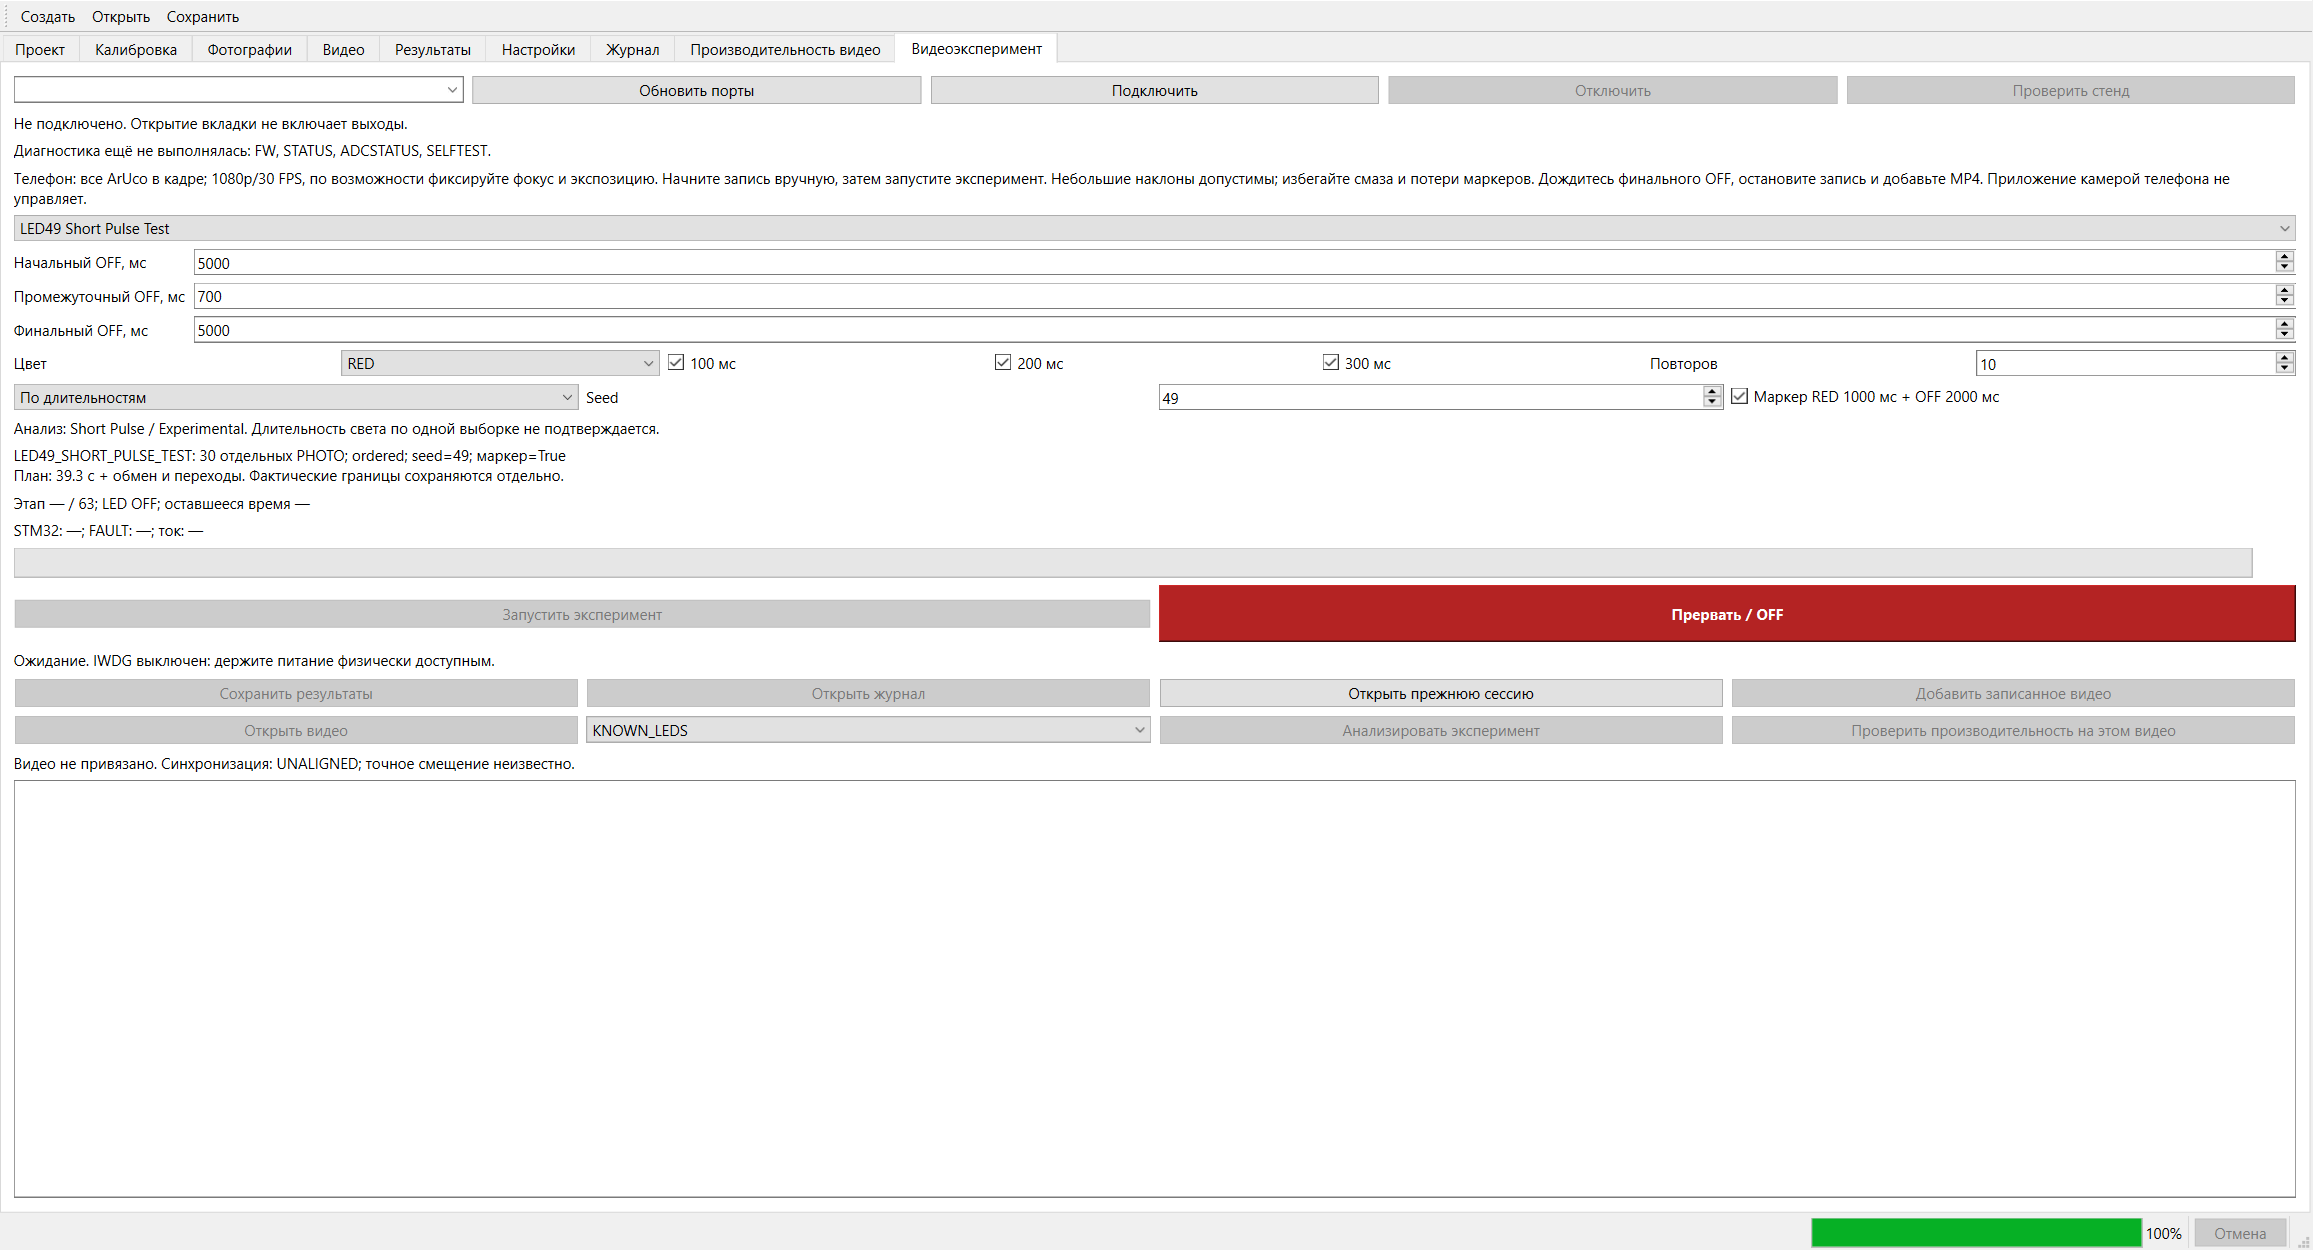 Создать Открыть Сохранить
Проект Калибровка Фотографии Видео Результаты Настройки Журнал Производительность видео Видеоэксперимент
Обновить порты Подключить Отключить Проверить стенд
Не подключено. Открытие вкладки не включает выходы.
Диагностика ещё не выполнялась: FW, STATUS, ADCSTATUS, SELFTEST.
Телефон: все ArUco в кадре; 1080p/30 FPS, по возможности фиксируйте фокус и экспозицию. Начните запись вручную, затем запустите эксперимент. Небольшие наклоны допустимы; избегайте смаза и потери маркеров. Дождитесь финального OFF, остановите запись и добавьте MP4. Приложение камерой телефона не
управляет.
LED49 Short Pulse Test
Начальный OFF, мс 5000
Промежуточный OFF, мс 700
Финальный OFF, мс 5000
Цвет RED 100 мс 200 мс 300 мс Повторов 10
По длительностям Seed 49 Маркер RED 1000 мс + OFF 2000 мс
Анализ: Short Pulse / Experimental. Длительность света по одной выборке не подтверждается.
LED49_SHORT_PULSE_TEST: 30 отдельных PHOTO; ordered; seed=49; маркер=True
План: 39.3 с + обмен и переходы. Фактические границы сохраняются отдельно.
Этап — / 63; LED OFF; оставшееся время —
STM32: —; FAULT: —; ток: —
Запустить эксперимент Прервать / OFF
Ожидание. IWDG выключен: держите питание физически доступным.
Сохранить результаты Открыть журнал Открыть прежнюю сессию Добавить записанное видео
Открыть видео KNOWN_LEDS Анализировать эксперимент Проверить производительность на этом видео
Видео не привязано. Синхронизация: UNALIGNED; точное смещение неизвестно.
100% Отмена